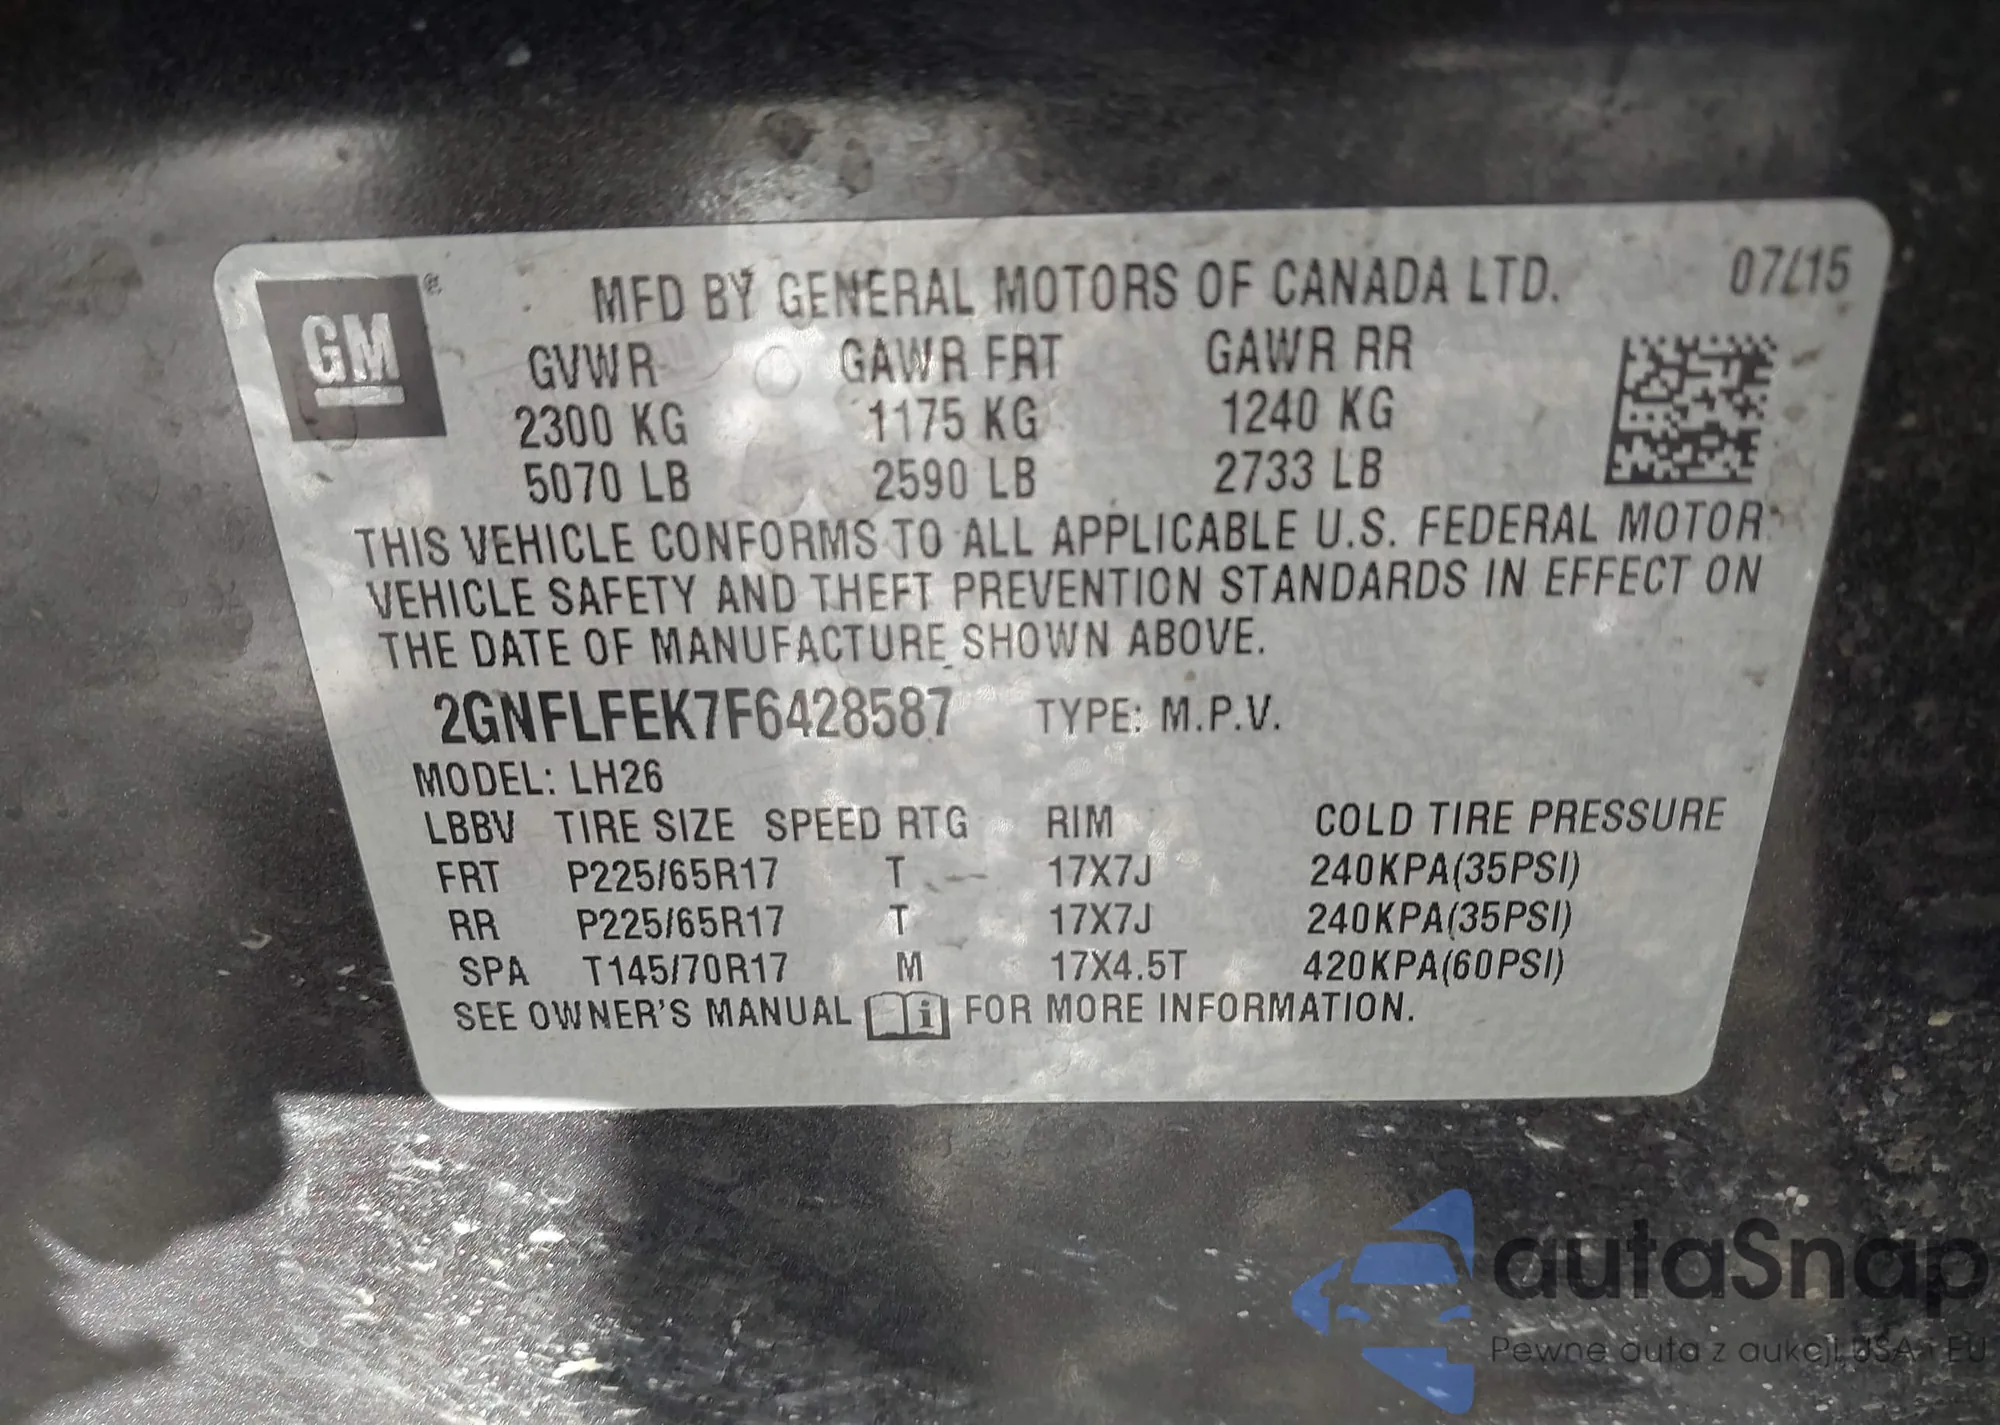 GM®
MFD BY GENERAL MOTORS OF CANADA LTD. 07/15
GVWR GAWR FRT GAWR RR
2300 KG 1175 KG 1240 KG
5070 LB 2590 LB 2733 LB
THIS VEHICLE CONFORMS TO ALL APPLICABLE U.S. FEDERAL MOTOR
VEHICLE SAFETY AND THEFT PREVENTION STANDARDS IN EFFECT ON
THE DATE OF MANUFACTURE SHOWN ABOVE.
2GNFLFEK7F6428587 TYPE: M.P.V.
MODEL: LH26
LBBV TIRE SIZE SPEED RTG RIM COLD TIRE PRESSURE
FRT P225/65R17 T 17X7J 240KPA(35PSI)
RR P225/65R17 T 17X7J 240KPA(35PSI)
SPA T145/70R17 M 17X4.5T 420KPA(60PSI)
SEE OWNER'S MANUAL i FOR MORE INFORMATION.
autaSnap
Pewne auta z aukcji USA i EU